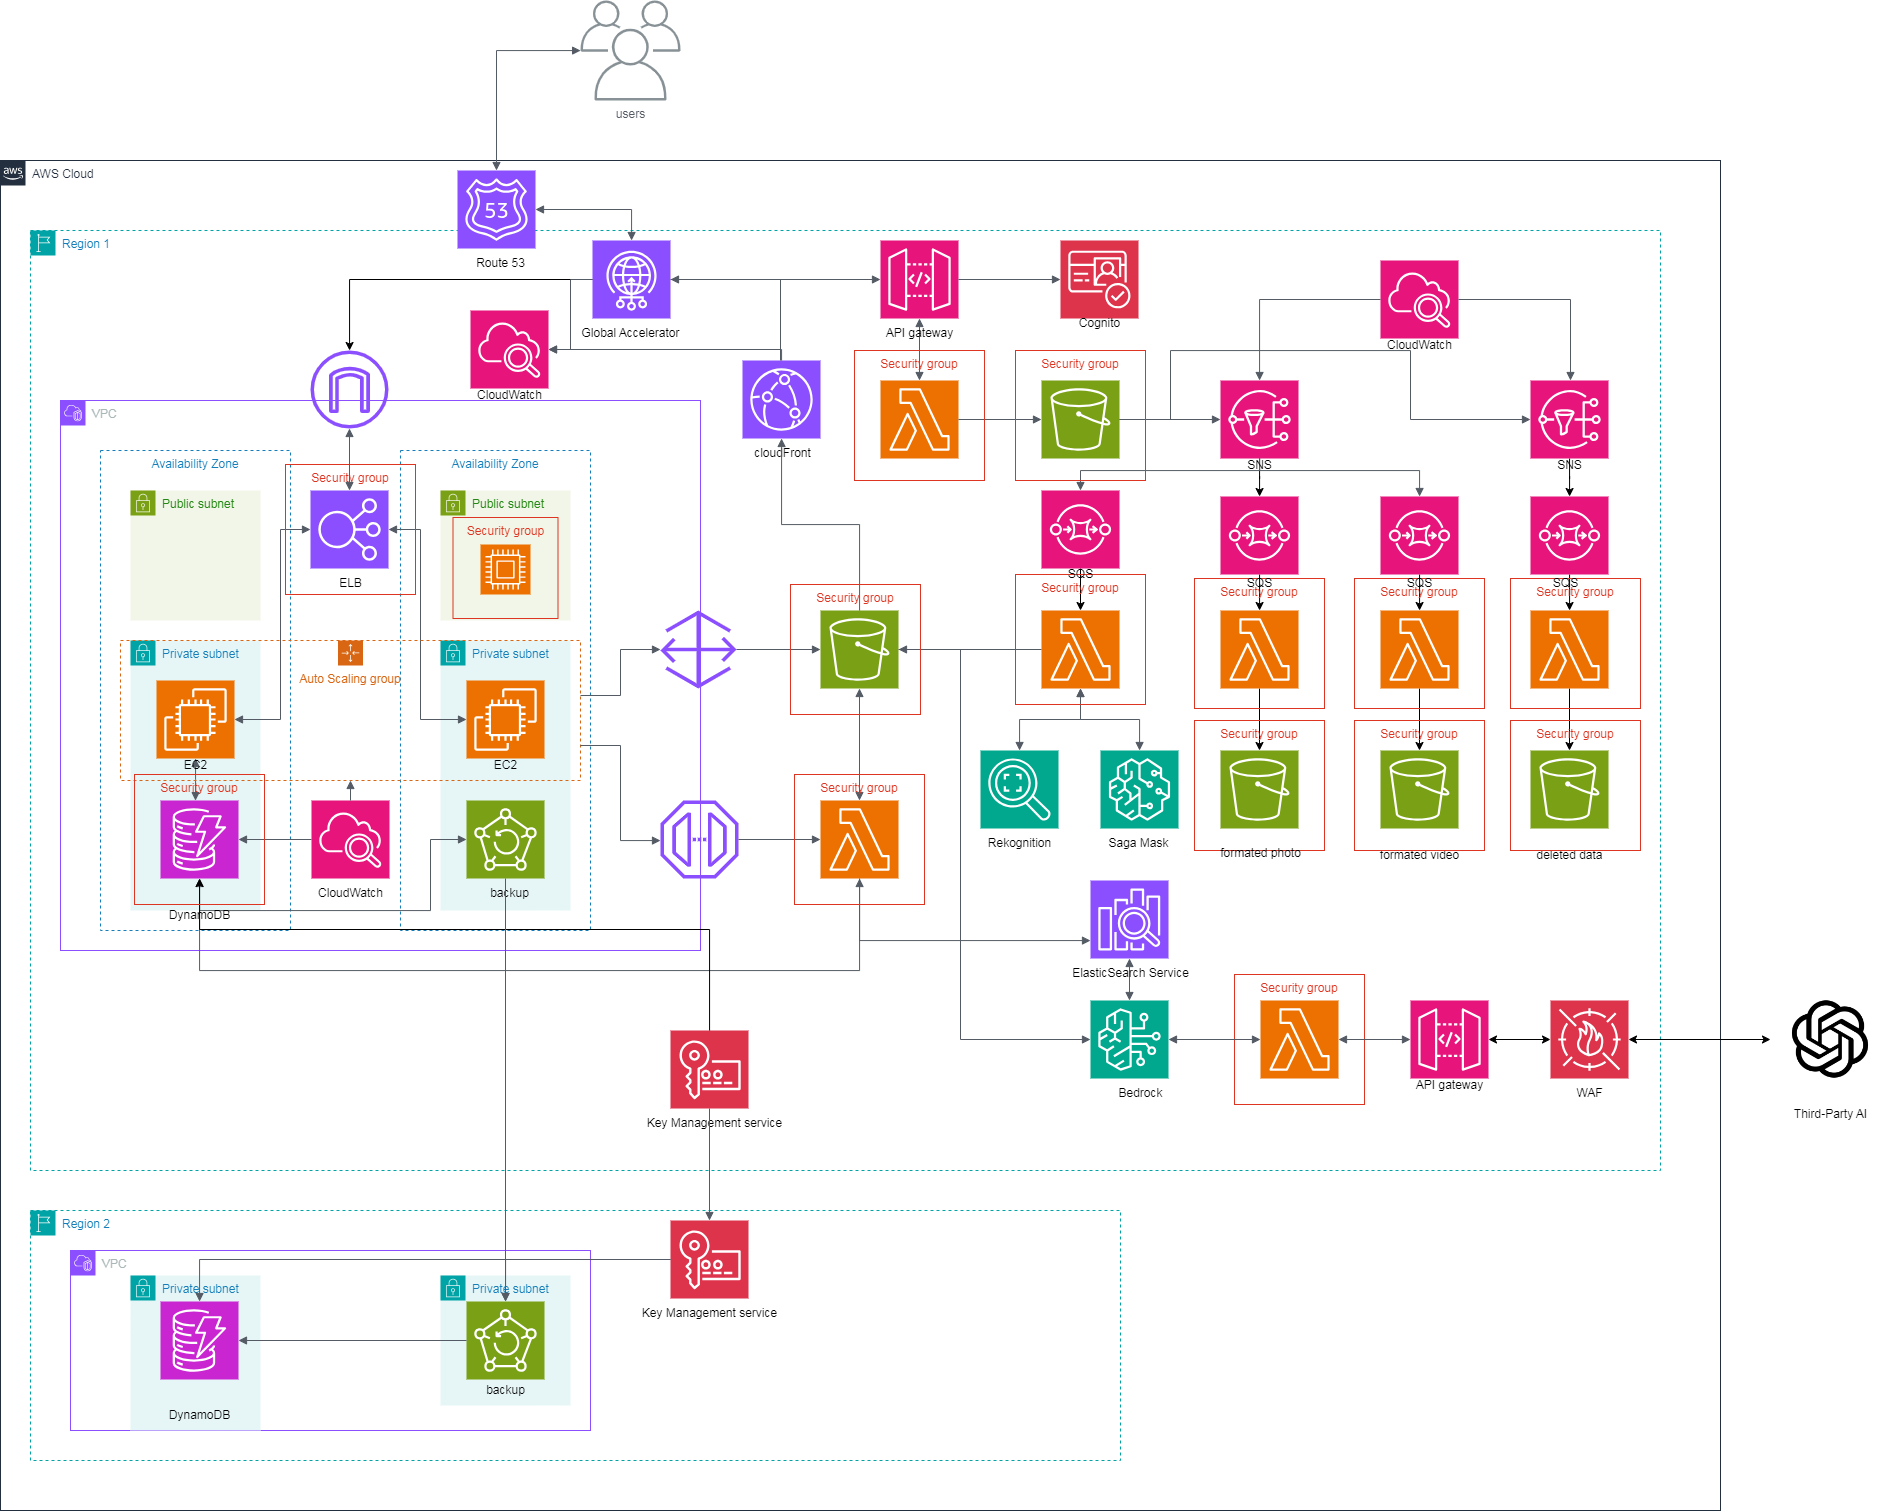 users
aws
AWS Cloud
53
Route 53
Region 1
Global Accelerator
API gateway
Cognito
CloudWatch
CloudWatch
cloudFront
Security group
Security group
SNS
SNS
VPC
Availability Zone
Availability Zone
Security group
Public subnet
Public subnet
Security group
ELB
SQS
SQS
SQS
SQS
Security group
Security group
Security group
Security group
Security group
Private subnet
Auto Scaling group
Private subnet
EC2
EC2
Security group
Security group
Security group
Security group
Security group
DynamoDB
CloudWatch
backup
Rekognition
Saga Mask
formated photo
formated video
deleted data
ElasticSearch Service
Security group
Bedrock
API gateway
WAF
Third-Party AI
Key Management service
Region 2
VPC
Private subnet
Private subnet
DynamoDB
backup
Key Management service